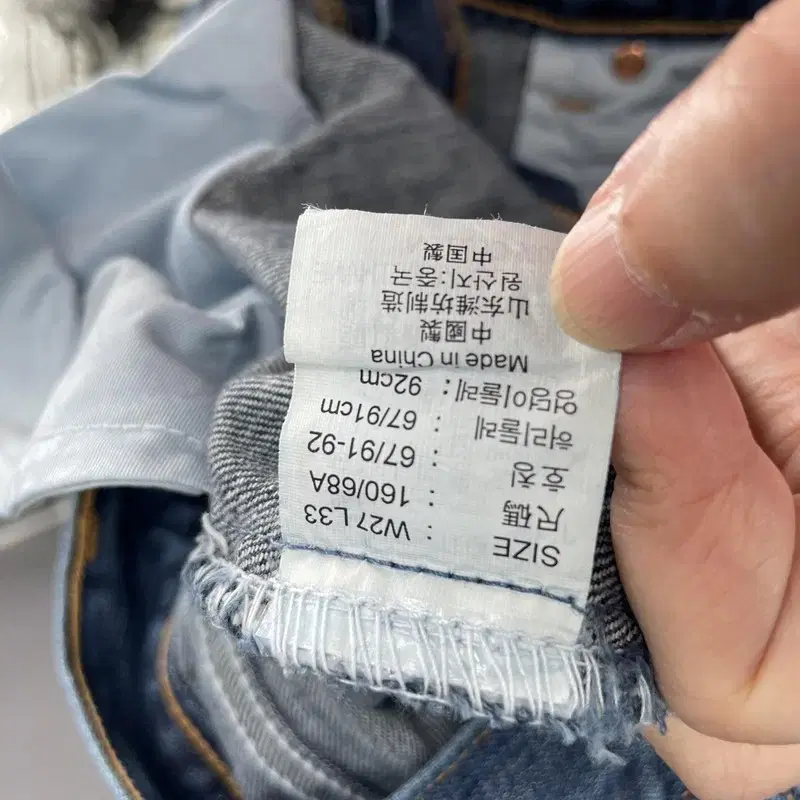 SIZE : W27 L33
尺碼 : 160/68A
호칭 : 67/91-92
허리둘레 : 67/91cm
엉덩이둘레 : 92cm
Made in China
中國製
山东潍坊制造
원산지:중국
中国製